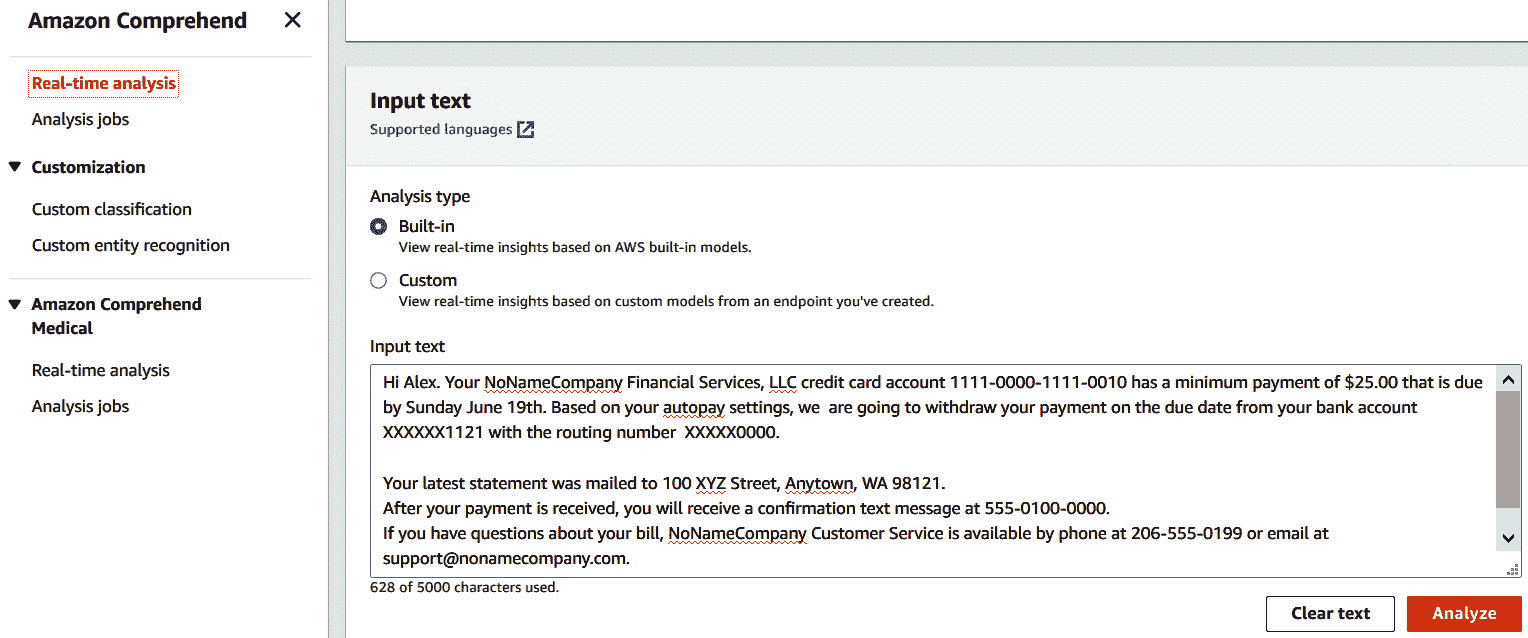 Amazon Comprehend
Real-time analysis
Analysis jobs
Customization
Custom classification
Custom entity recognition
Amazon Comprehend
Medical
Real-time analysis
Analysis jobs
Input text
Supported languages
Analysis type
Built-in
View real-time insights based on AWS built-in models.
Custom
View real-time insights based on custom models from an endpoint you've created.
Input text
Hi Alex. Your NoNameCompany Financial Services, LLC credit card account 1111-0000-1111-0010 has a minimum payment of $25.00 that is due
by Sunday June 19th. Based on your autopay settings, we  are going to withdraw your payment on the due date from your bank account
XXXXXX1121 with the routing number  XXXXX0000.
Your latest statement was mailed to 100 XYZ Street, Anytown, WA 98121.
After your payment is received, you will receive a confirmation text message at 555-0100-0000.
If you have questions about your bill, NoNameCompany Customer Service is available by phone at 206-555-0199 or email at
support@nonamecompany.com.
628 of 5000 characters used.
Clear text
Analyze